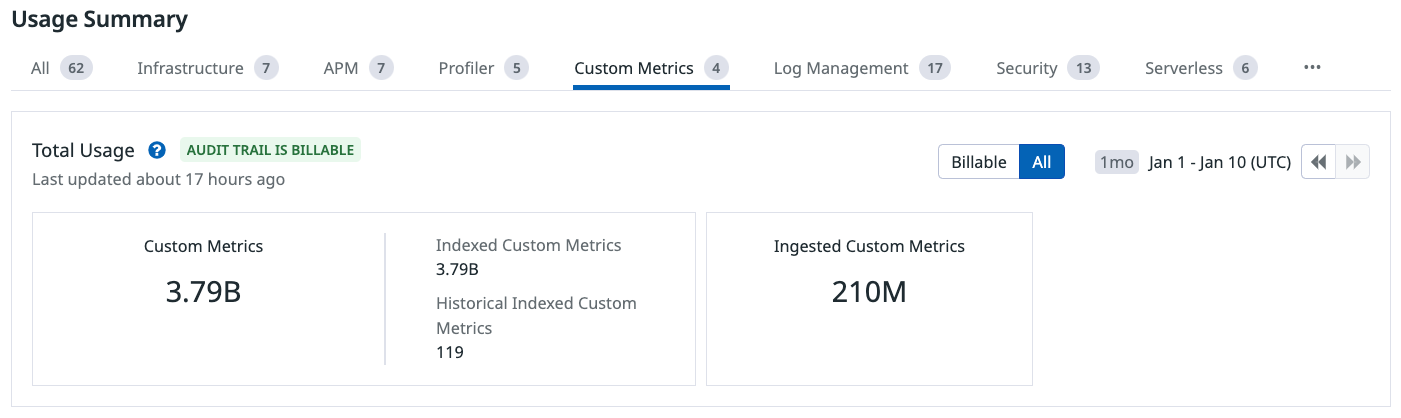 Usage Summary
All 62 Infrastructure 7 APM 7 Profiler 5 Custom Metrics 4 Log Management 17 Security 13 Serverless 6 ···
Total Usage ? AUDIT TRAIL IS BILLABLE
Last updated about 17 hours ago
Billable All 1mo Jan 1 - Jan 10 (UTC)
Custom Metrics
3.79B
Indexed Custom Metrics
3.79B
Historical Indexed Custom
Metrics
119
Ingested Custom Metrics
210M